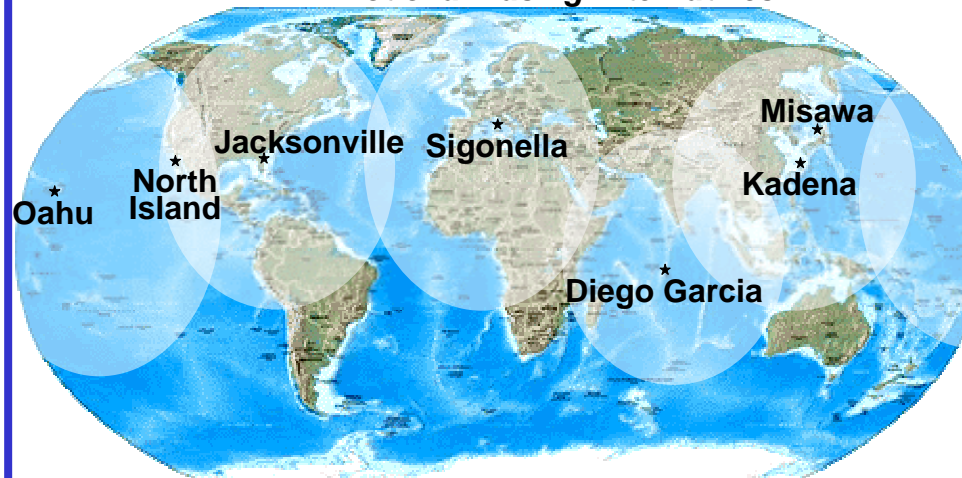 Misawa
Jacksonville
Sigonella
North
Island
Kadena
Oahu
Diego Garcia